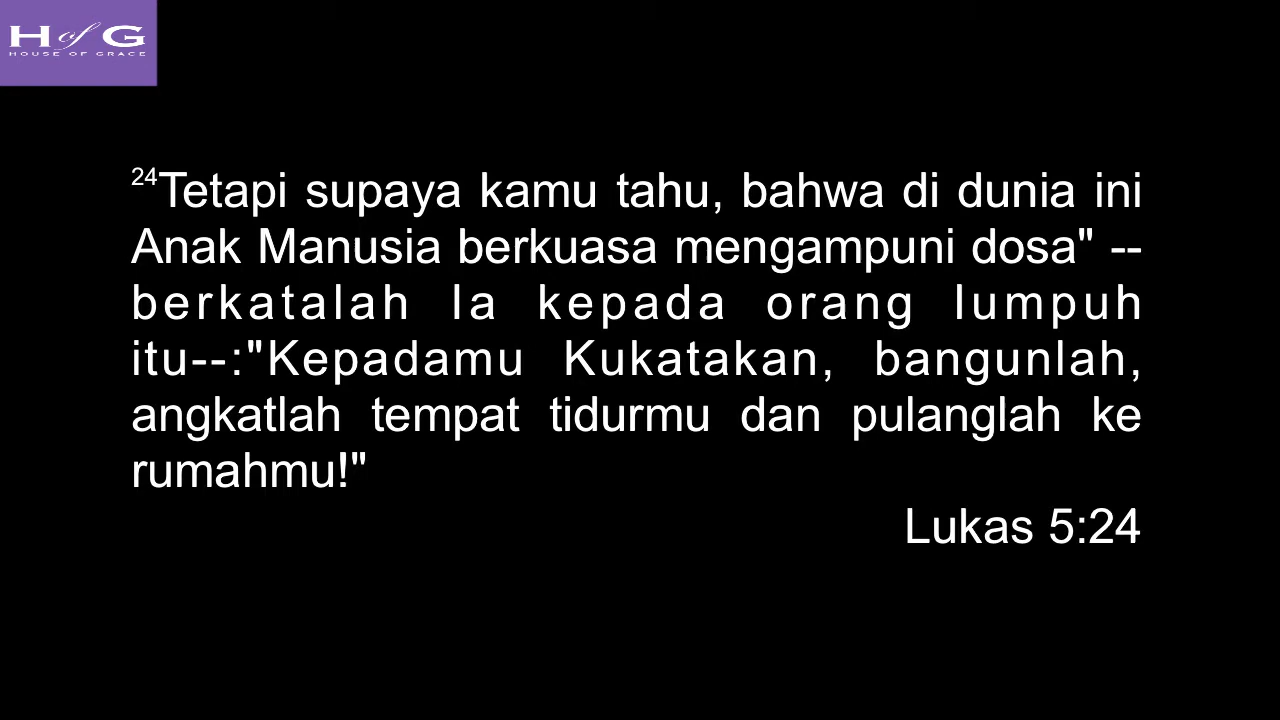 H of G
HOUSE OF GRACE
24Tetapi supaya kamu tahu, bahwa di dunia ini
Anak Manusia berkuasa mengampuni dosa" --
berkatalah Ia kepada orang lumpuh
itu--:"Kepadamu Kukatakan, bangunlah,
angkatlah tempat tidurmu dan pulanglah ke
rumahmu!"
Lukas 5:24